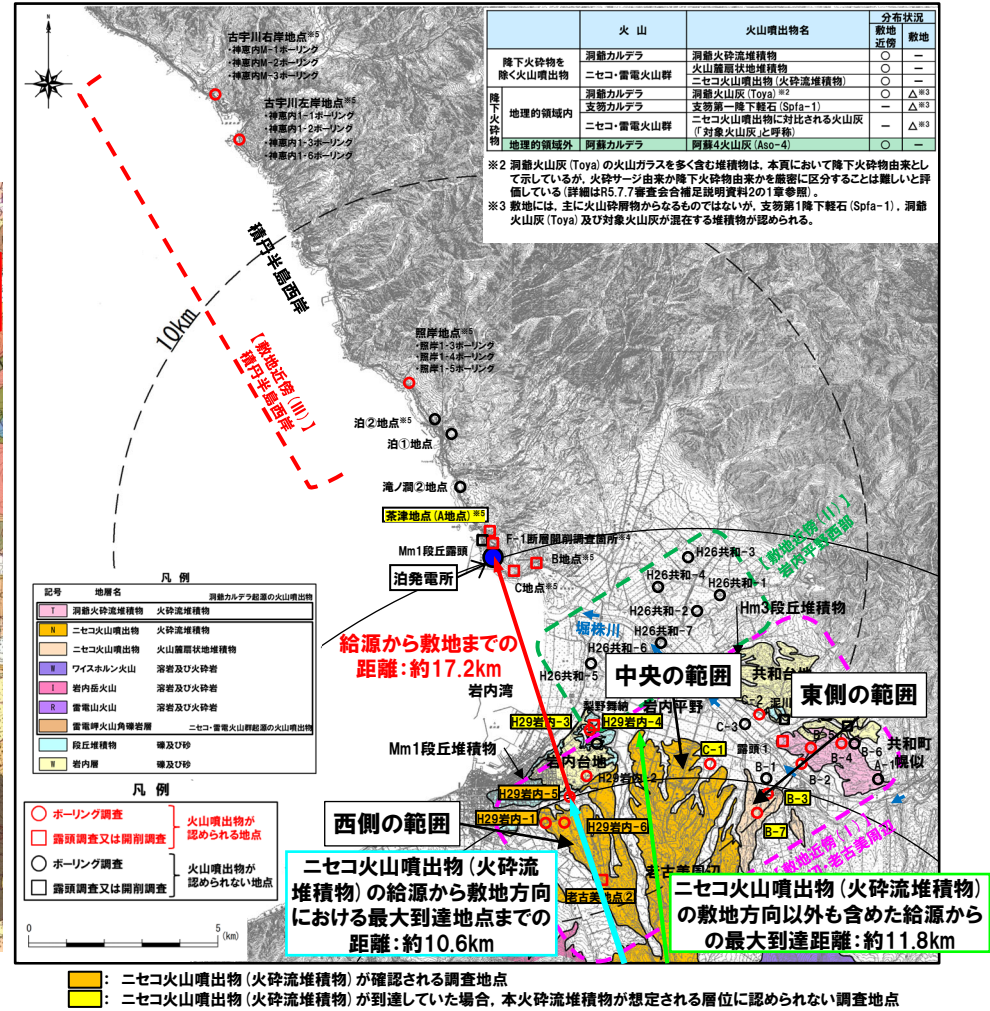 古宇川右岸地点※5
・神恵内M-1ボーリング
・神恵内M-2ボーリング
・神恵内M-3ボーリング
古宇川左岸地点※5
・神恵内1-1ボーリング
・神恵内1-2ボーリング
・神恵内1-3ボーリング
・神恵内1-6ボーリング
火 山 火山噴出物名 分布状況
敷地近傍 敷地
降下火砕物を除く火山噴出物 洞爺カルデラ 洞爺火砕流堆積物 ○ －
ニセコ・雷電火山群 火山麓扇状地堆積物 ○ －
ニセコ火山噴出物(火砕流堆積物) ○ －
降下火砕物 地理的領域内 洞爺カルデラ 洞爺火山灰(Toya)※2 ○ △※3
支笏カルデラ 支笏第一降下軽石(Spfa-1) － △※3
ニセコ・雷電火山群 ニセコ火山噴出物に対比される火山灰(「対象火山灰」と呼称) － △※3
地理的領域外 阿蘇カルデラ 阿蘇4火山灰(Aso-4) ○ －
※2 洞爺火山灰(Toya)の火山ガラスを多く含む堆積物は、本頁において降下火砕物由来とし
て示しているが、火砕サージ由来か降下火砕物由来かを厳密に区分することは難しいと評
価している(詳細はR5.7.7審査会合補足説明資料2の1章参照)。
※3 敷地には、主に火山砕屑物からなるものではないが、支笏第1降下軽石(Spfa-1)、洞爺
火山灰(Toya)及び対象火山灰が混在する堆積物が認められる。
積丹半島西岸
10km
【敷地近傍(Ⅲ)】
積丹半島西岸
照岸地点※5
・照岸1-3ボーリング
・照岸1-4ボーリング
・照岸1-5ボーリング
泊②地点※5
泊①地点
滝ノ澗②地点
茶津地点(A地点)※5
F-1断層開削調査箇所※4
Mm1段丘露頭
B地点※5
C地点※5
泊発電所
【敷地近傍(Ⅱ)】
岩内平野西部
H26共和-3
H26共和-4
H26共和-1
H26共和-2
Hm3段丘堆積物
堀株川
H26共和-7
H26共和-6
H26共和-5
給源から敷地までの
距離:約17.2km
中央の範囲
共和台地
東側の範囲
岩内湾
梨野舞納
岩内平野
H29岩内-3
H29岩内-4
C-2
泥川
C-3
Mm1段丘堆積物
岩内台地
C-1
露頭1
B-5
B-6
共和町
幌似
B-4
A-1
B-1
B-2
H29岩内-2
H29岩内-5
B-3
H29岩内-1
H29岩内-6
B-7
西側の範囲
老古美周辺
【敷地近傍(Ⅰ)】
老古美地点2
ニセコ火山噴出物(火砕流
堆積物)の給源から敷地方向
における最大到達地点までの
距離:約10.6km
ニセコ火山噴出物(火砕流堆積物)
の敷地方向以外も含めた給源から
の最大到達距離:約11.8km
凡 例
記号 地層名 洞爺カルデラ起源の火山噴出物
T 洞爺火砕流堆積物 火砕流堆積物
N ニセコ火山噴出物 火砕流堆積物
ニセコ火山噴出物 火山麓扇状地堆積物
W ワイスホルン火山 溶岩及び火砕岩
I 岩内岳火山 溶岩及び火砕岩
R 雷電山火山 溶岩及び火砕岩
雷電岬火山角礫岩層 ニセコ・雷電火山群起源の火山噴出物
段丘堆積物 礫及び砂
W 岩内層 礫及び砂
凡 例
ボーリング調査
露頭調査又は開削調査
火山噴出物が
認められる地点
ボーリング調査
露頭調査又は開削調査
火山噴出物が
認められない地点
0 5 (km)
: ニセコ火山噴出物(火砕流堆積物)が確認される調査地点
: ニセコ火山噴出物(火砕流堆積物)が到達していた場合、本火砕流堆積物が想定される層位に認められない調査地点